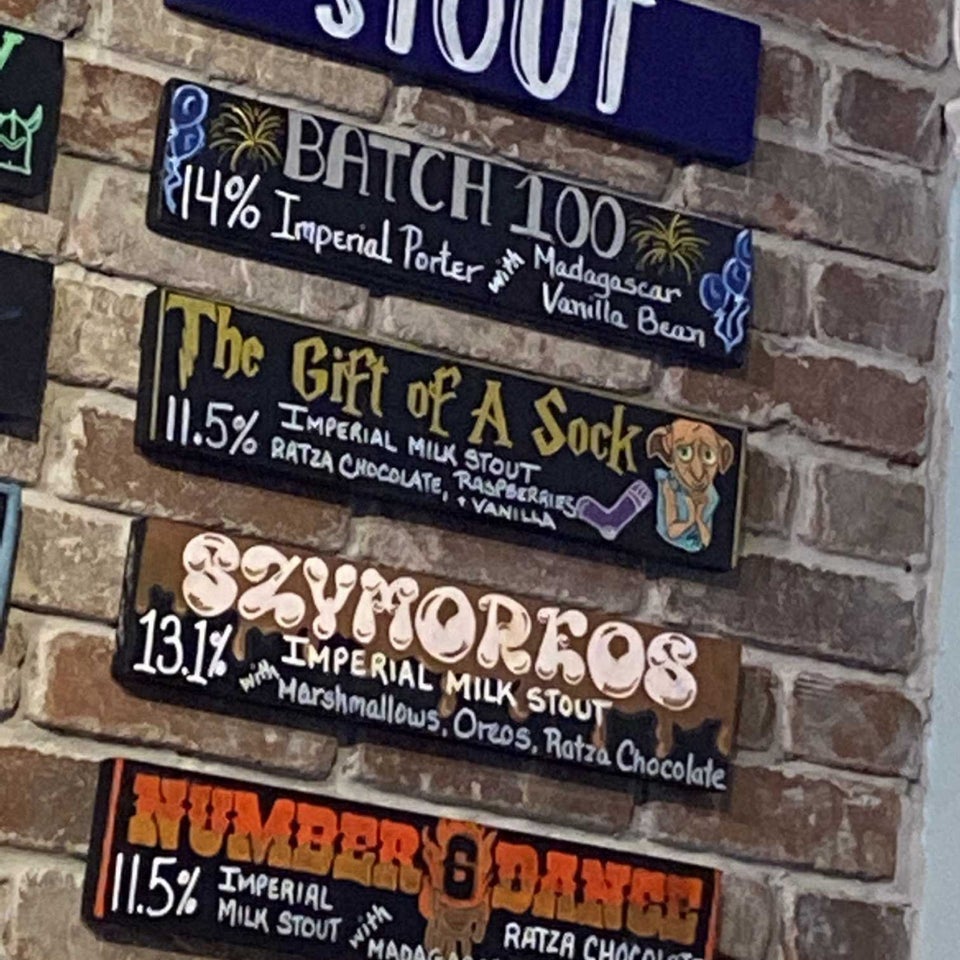 STOUT
BATCH 100
14% Imperial Porter with Madagascar
Vanilla Bean
The Gift of A Sock
11.5% IMPERIAL MILK STOUT
RATZA CHOCOLATE, RASPBERRIES
+ VANILLA
SZYMOREOS
13.1% IMPERIAL MILK STOUT
with Marshmallows, Oreos, Ratza Chocolate
NUMBER 6 DANCE
11.5% IMPERIAL
MILK STOUT with
RATZA